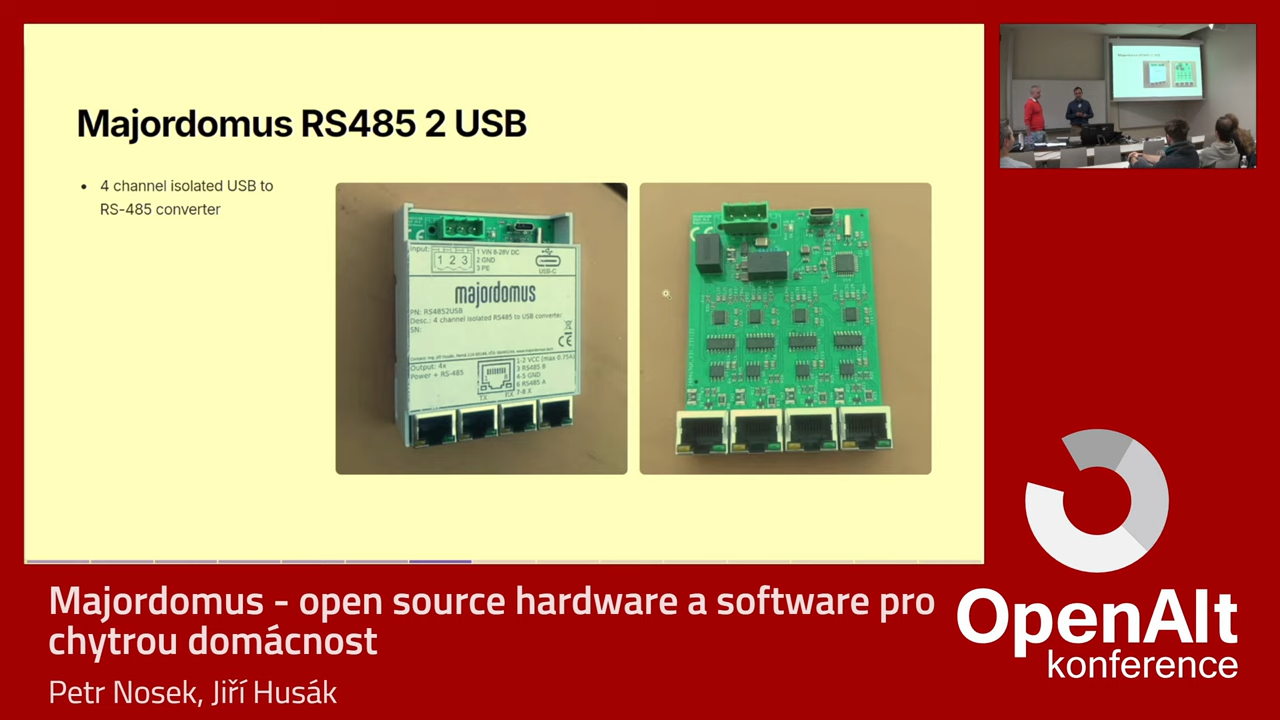 Majordomus RS485 2 USB
• 4 channel isolated USB to
RS-485 converter
Input:
1 2 3
1 VIN 8-28V DC
2 GND
3 PE
USB-C
majordomus
PN: RS4852USB
Desc.: 4 channel isolated RS485 to USB converter
SN:
CE
Output: 4x
Power + RS-485
1-2 VCC (max 0.75A)
3 RS485 B
4-5 GND
6 RS485 A
7-8 X
TX
RX
Majordomus - open source hardware a software pro
chytrou domácnost
Petr Nosek, Jiří Husák
OpenAlt
konference